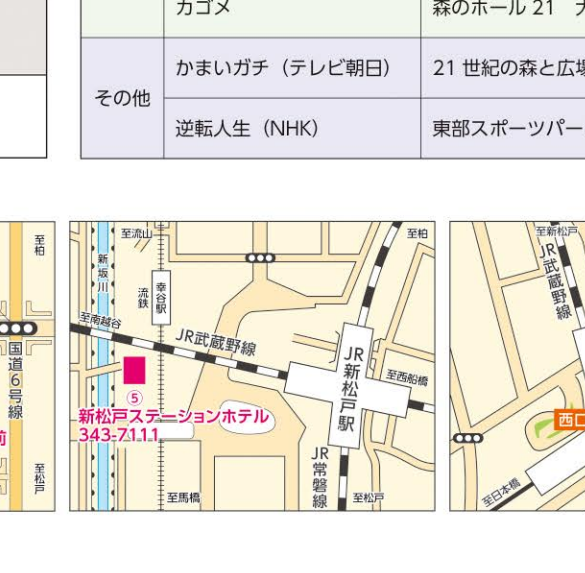 カゴメ
森のホール 21
その他
かまいガチ（テレビ朝日）
21 世紀の森と広場
逆転人生（NHK）
東部スポーツパー
至柏
国道6号線
前
至松戸
至流山
新坂川
流鉄
幸谷駅
至南越谷
JR武蔵野線
至柏
JR新松戸駅
至西船橋
⑤
新松戸ステーションホテル
343-7111
至馬橋
JR常磐線
至松戸
至新松戸
JR武蔵野線
西口
至日本橋